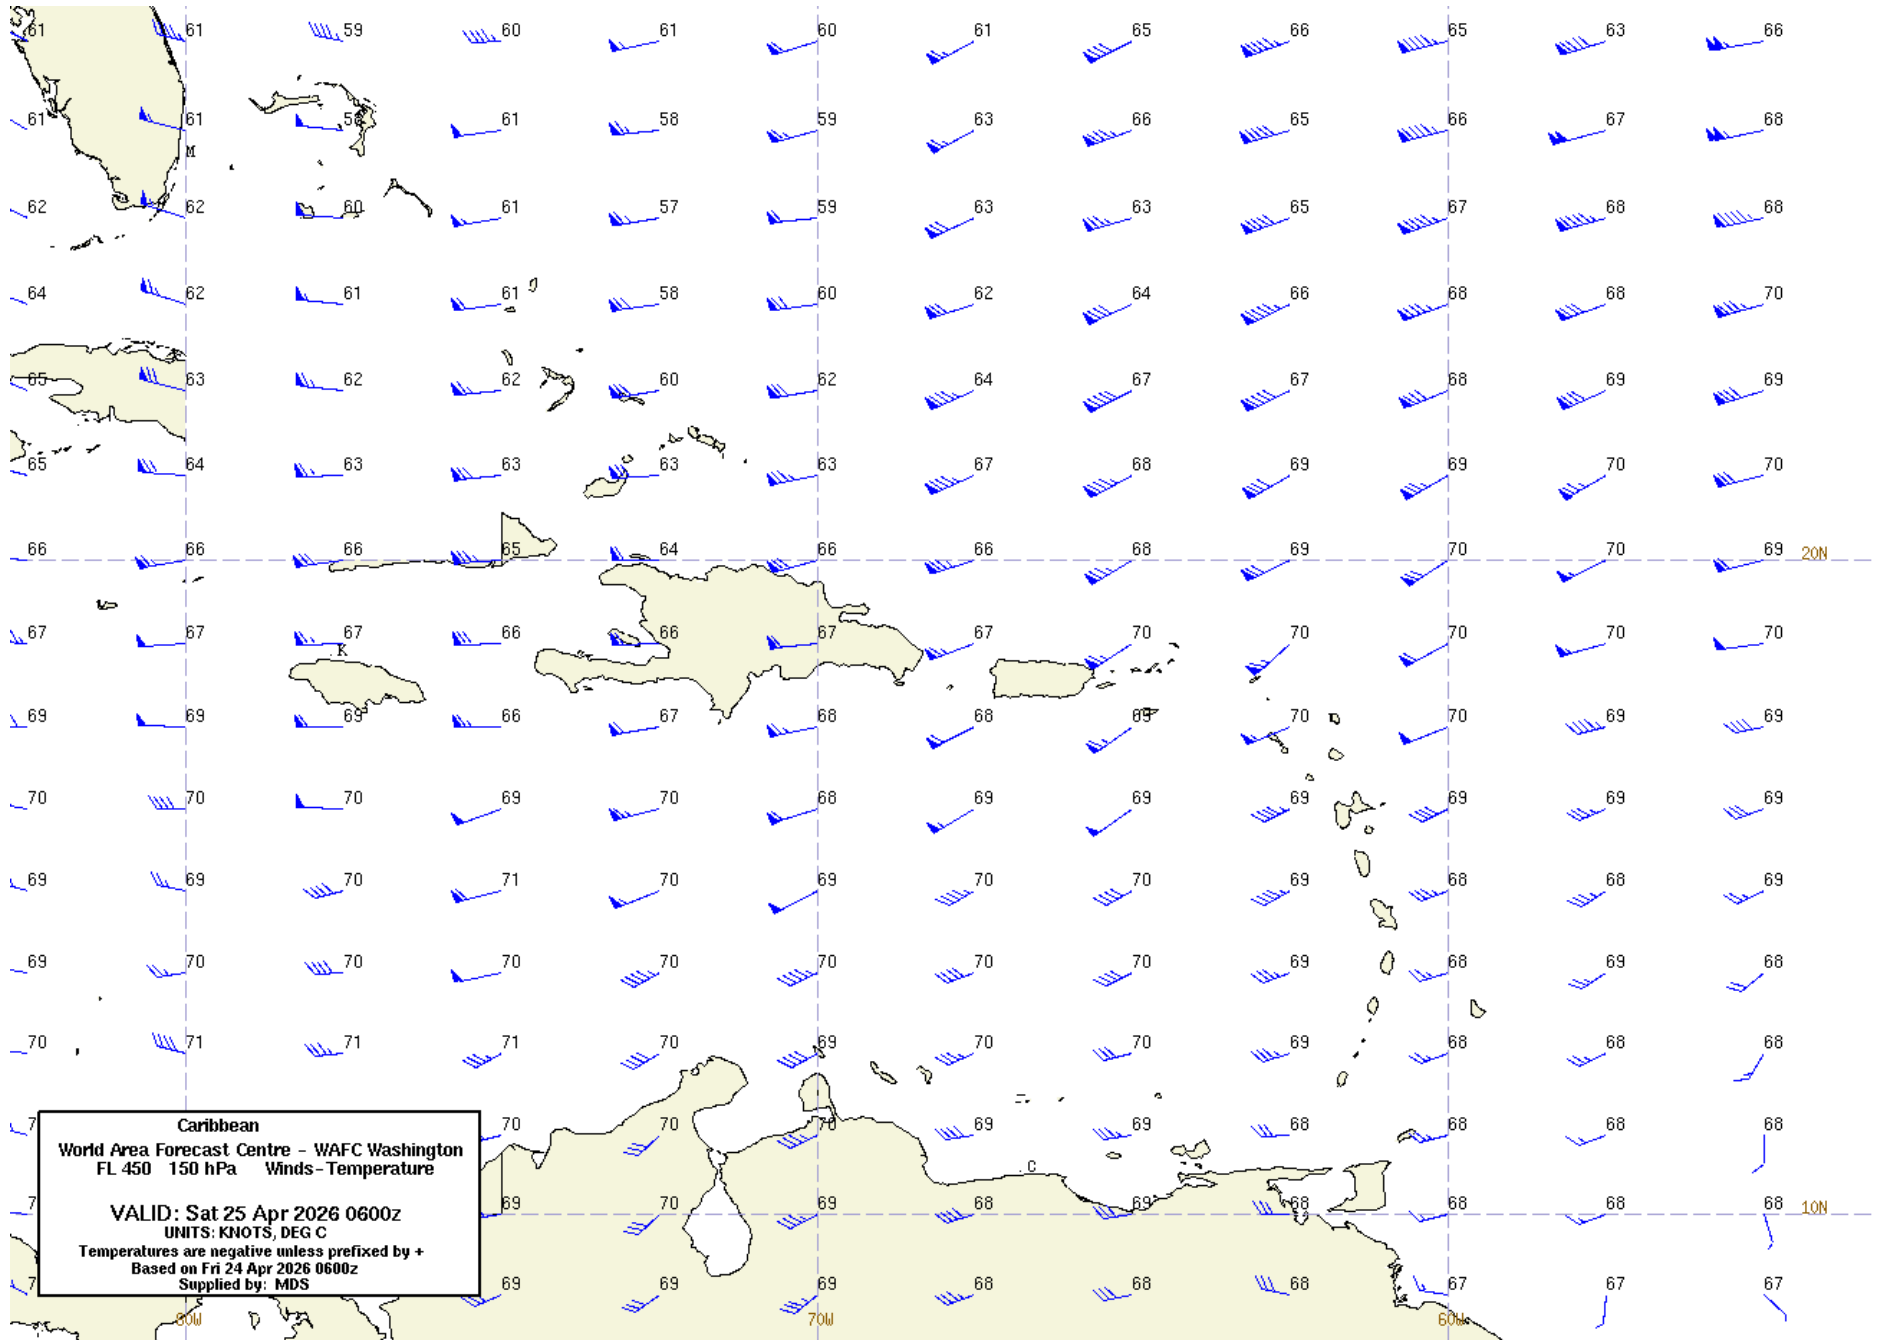 61 61 59 60 61 60 61 65 66 65 63 66
61 61 61 58 59 63 66 65 66 67 68
M
62 62 60 61 57 59 63 63 65 67 68 68
64 62 61 61 58 60 62 64 66 68 68 70
65 63 62 62 60 62 64 67 67 68 69 69
65 64 63 63 63 63 67 68 69 69 70 70
66 66 66 65 64 66 66 68 69 70 70 69 20N
67 67 67 66 66 67 67 70 70 70 70 70
K
69 69 69 66 67 68 68 69 70 70 69 69
70 70 70 69 70 68 69 69 69 69 69 69
69 69 70 71 70 69 70 70 69 68 69 69
69 70 70 70 70 70 70 70 69 68 69 68
70 71 71 71 70 69 70 70 69 68 68 68
70 70 70 69 69 68 68 68 68
C
69 70 69 68 69 68 68 68 68 10N
69 69 69 68 68 68 67 67 67
Caribbean
World Area Forecast Centre - WAFC Washington
FL 450 150 hPa Winds-Temperature
VALID: Sat 25 Apr 2026 0600z
UNITS: KNOTS, DEG C
Temperatures are negative unless prefixed by +
Based on Fri 24 Apr 2026 0600z
Supplied by: MDS
80W 70W 60W